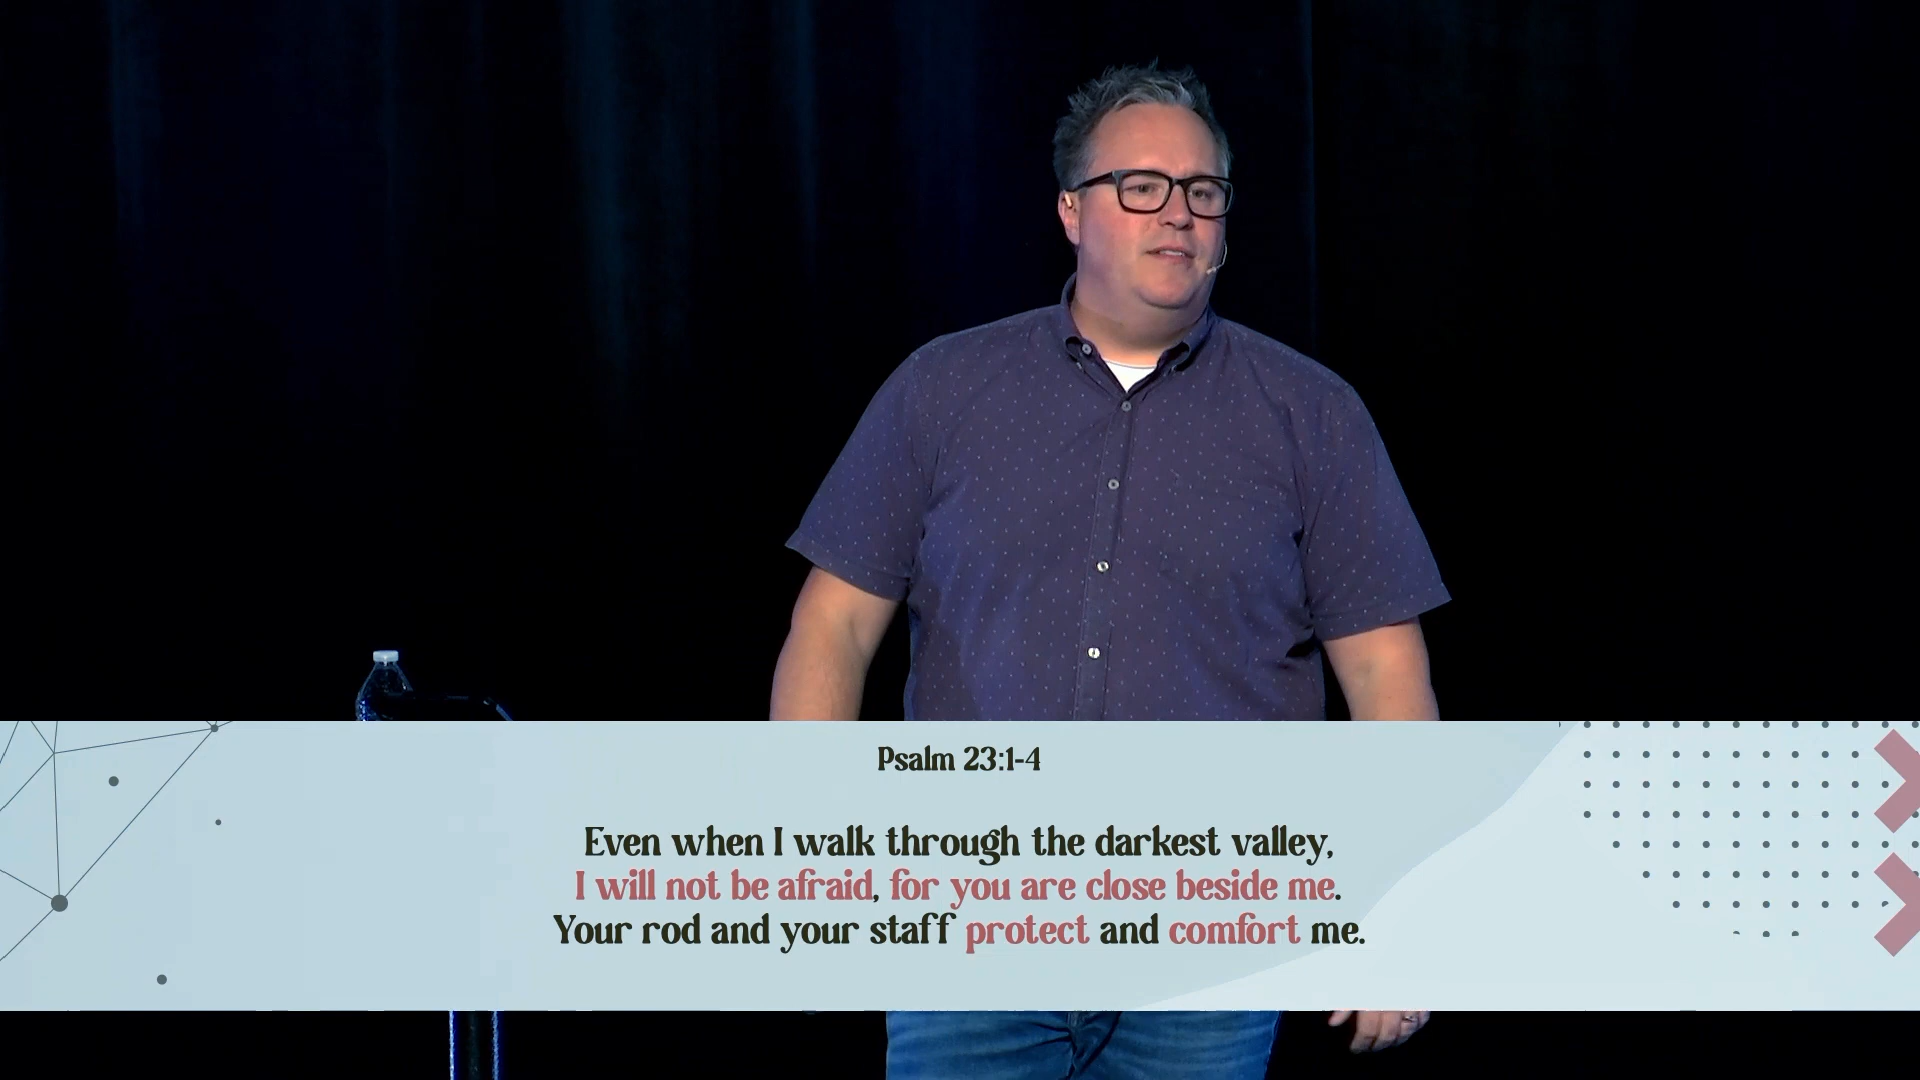 Psalm 23:1-4
Even when I walk through the darkest valley,
I will not be afraid, for you are close beside me.
Your rod and your staff protect and comfort me.